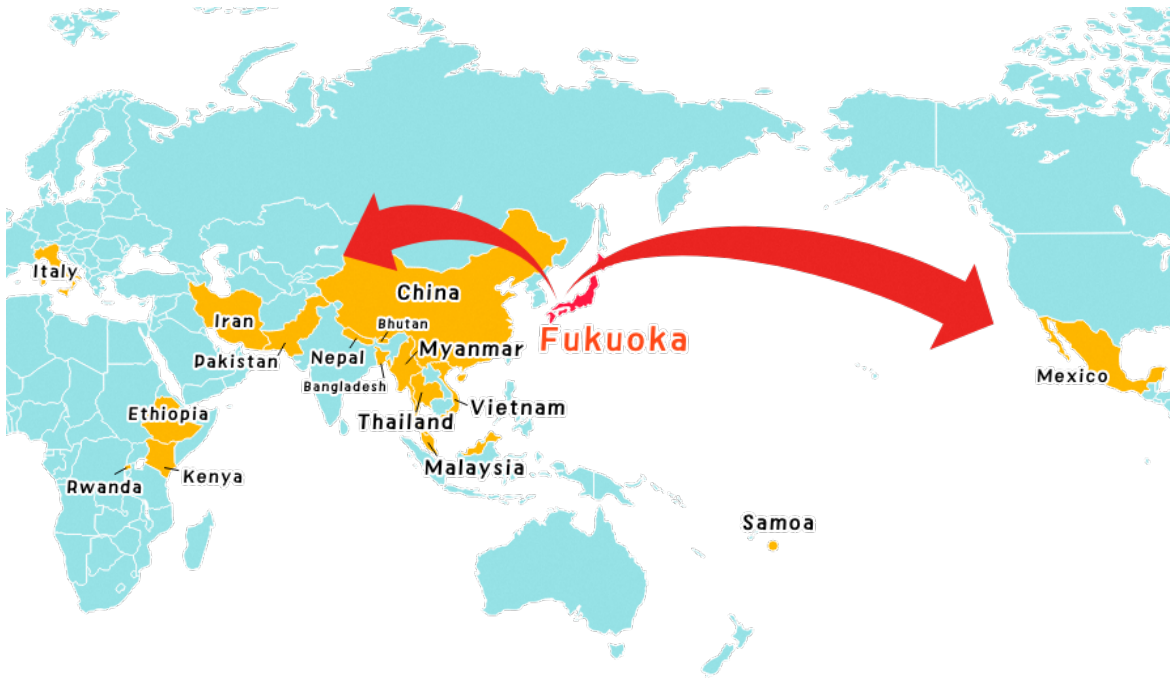 Italy
China
Iran
Bhutan
Fukuoka
Pakistan
Nepal
Myanmar
Mexico
Bangladesh
Ethiopia
Thailand
Vietnam
Malaysia
Rwanda
Kenya
Samoa